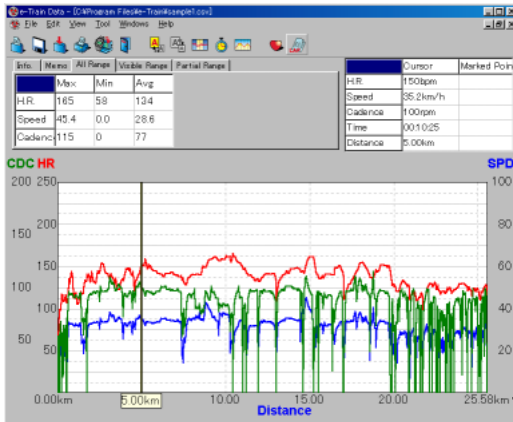 e-Train Data - [C:¥Program Files¥e-Train¥sample1.csv]
File Edit View Tool Windows Help
Info. Memo All Range Visible Range Partial Range
Max Min Avg
H.R. 165 58 134
Speed 45.4 0.0 28.6
Cadenc 115 0 77
Cursor Marked Poin
H.R. 150bpm
Speed 35.2km/h
Cadence 100rpm
Time 00:10:25
Distance 5.00km
CDC HR SPD
200 250 100
150 200 80
150 60
100 100 40
50 50 20
0.00km 5.00km 10.00 15.00 20.00 25.58km
Distance